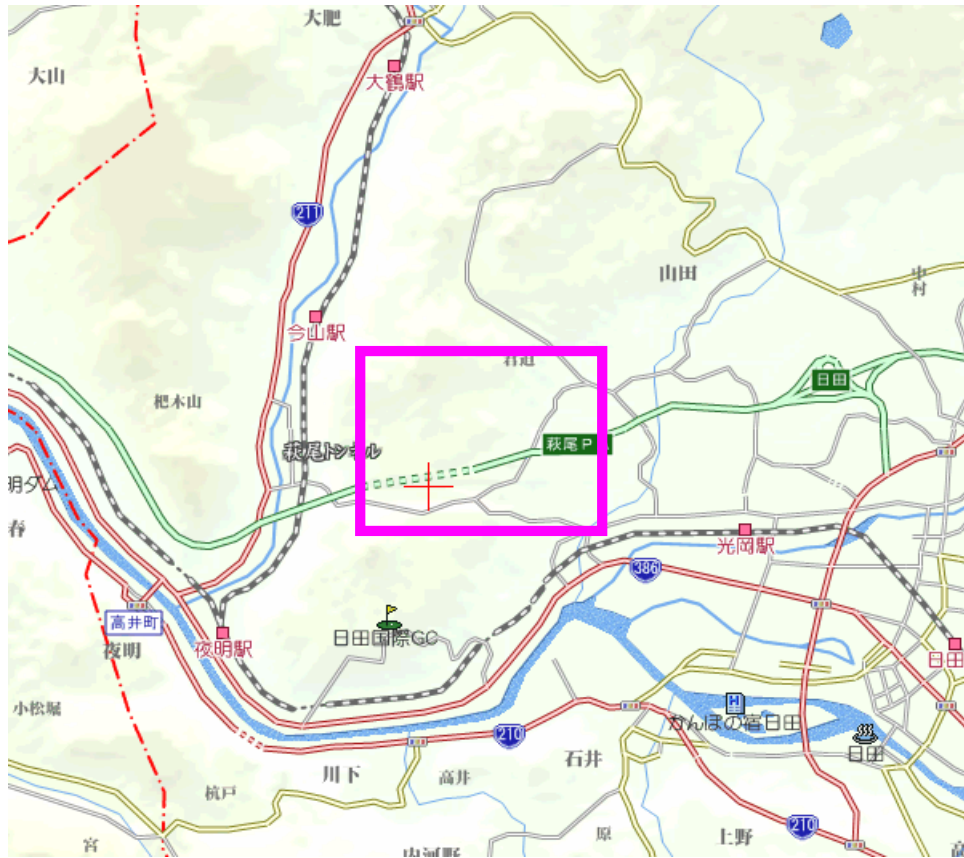 大肥
大山
大鶴駅
211
山田
中村
今山駅
日田
杷木山
萩尾トンネル
萩尾P
明ダム
春
光岡駅
386
高井町
夜明
夜明駅
日田国際GC
日田
小松堀
H
かんぽの宿日田
210
日田
川下
高井
石井
杭戸
210
宮
原
上野
内河野
高